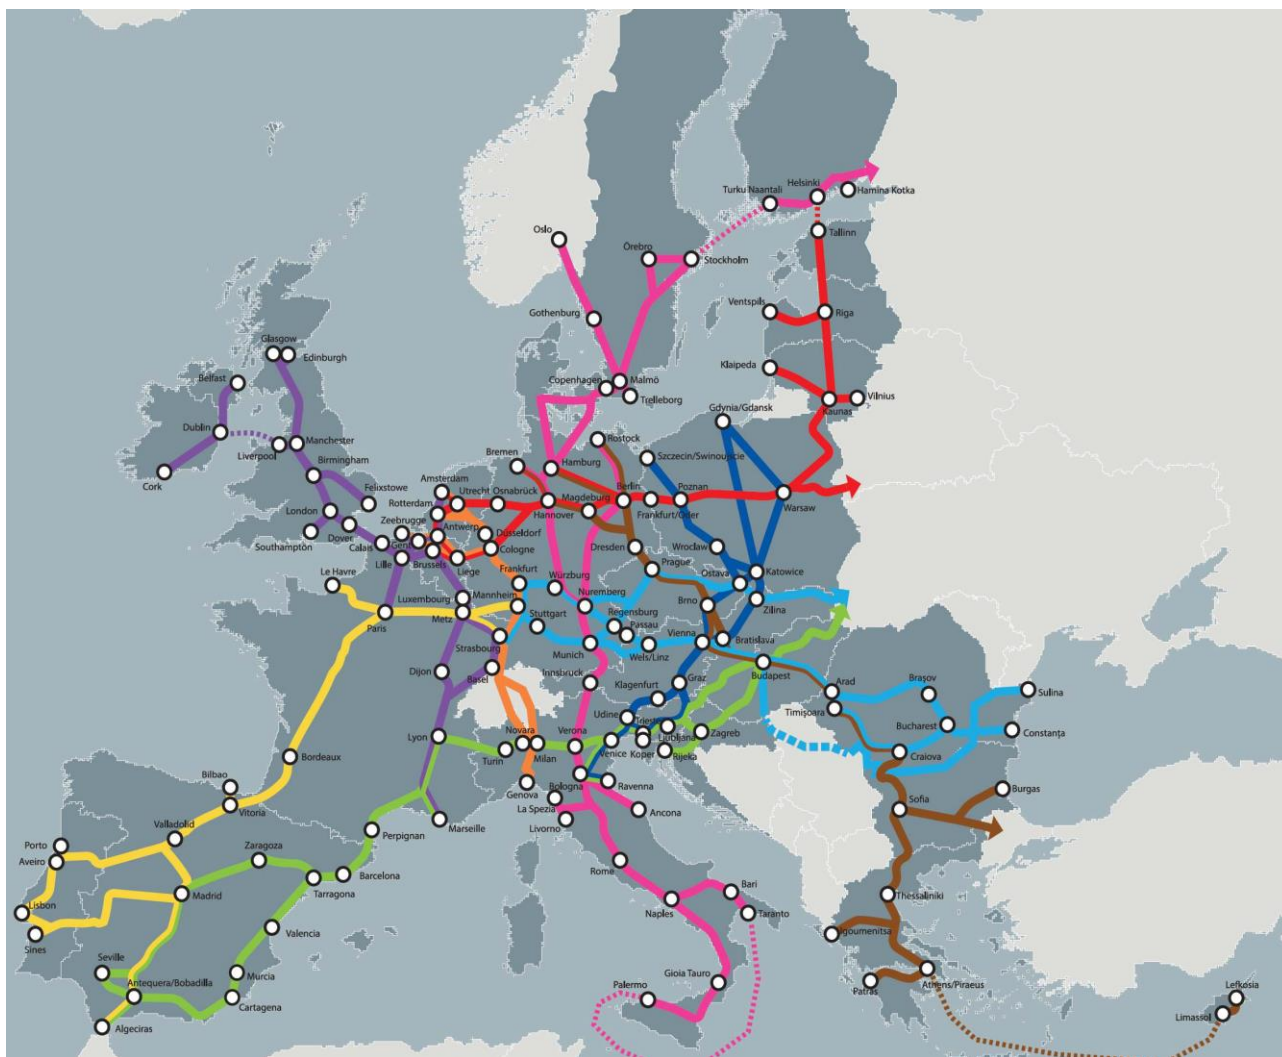 Helsinki
Turku Naantali
Hamina Kotka
Oslo
Örebro
Stockholm
Tallinn
Ventspils
Riga
Gothenburg
Glasgow
Edinburgh
Klaipeda
Belfast
Copenhagen
Malmö
Trelleborg
Kaunas
Vilnius
Gdynia/Gdansk
Dublin
Liverpool
Manchester
Rostock
Bremen
Hamburg
Szczecin/Swinoujscie
Birmingham
Cork
Felixstowe
Amsterdam
Utrecht
Osnabrück
Magdeburg
Berlin
Poznan
Rotterdam
London
Hannover
Frankfurt/Oder
Warsaw
Zeebrugge
Antwerp
Dover
Southampton
Calais
Gent
Düsseldorf
Cologne
Dresden
Wroclaw
Lille
Brussels
Liege
Prague
Frankfurt
Würzburg
Ostava
Katowice
Le Havre
Luxembourg
Mannheim
Nuremberg
Zilina
Regensburg
Brno
Paris
Metz
Stuttgart
Passau
Vienna
Bratislava
Strasbourg
Munich
Wels/Linz
Dijon
Basel
Innsbruck
Klagenfurt
Graz
Budapest
Arad
Braşov
Sulina
Timişoara
Udine
Trieste
Lyon
Novara
Verona
Ljubljana
Zagreb
Bucharest
Constanţa
Turin
Milan
Venice
Koper
Rijeka
Craiova
Bordeaux
Bilbao
Genova
Bologna
Ravenna
Vitoria
La Spezia
Ancona
Sofia
Burgas
Valladolid
Marseille
Livorno
Perpignan
Porto
Zaragoza
Aveiro
Barcelona
Rome
Tarragona
Madrid
Bari
Naples
Taranto
Thessaliniki
Lisbon
Sines
Valencia
Igoumenitsa
Seville
Murcia
Antequera/Bobadilla
Gioia Tauro
Palermo
Patras
Athens/Piraeus
Cartagena
Lefkosia
Limassol
Algeciras